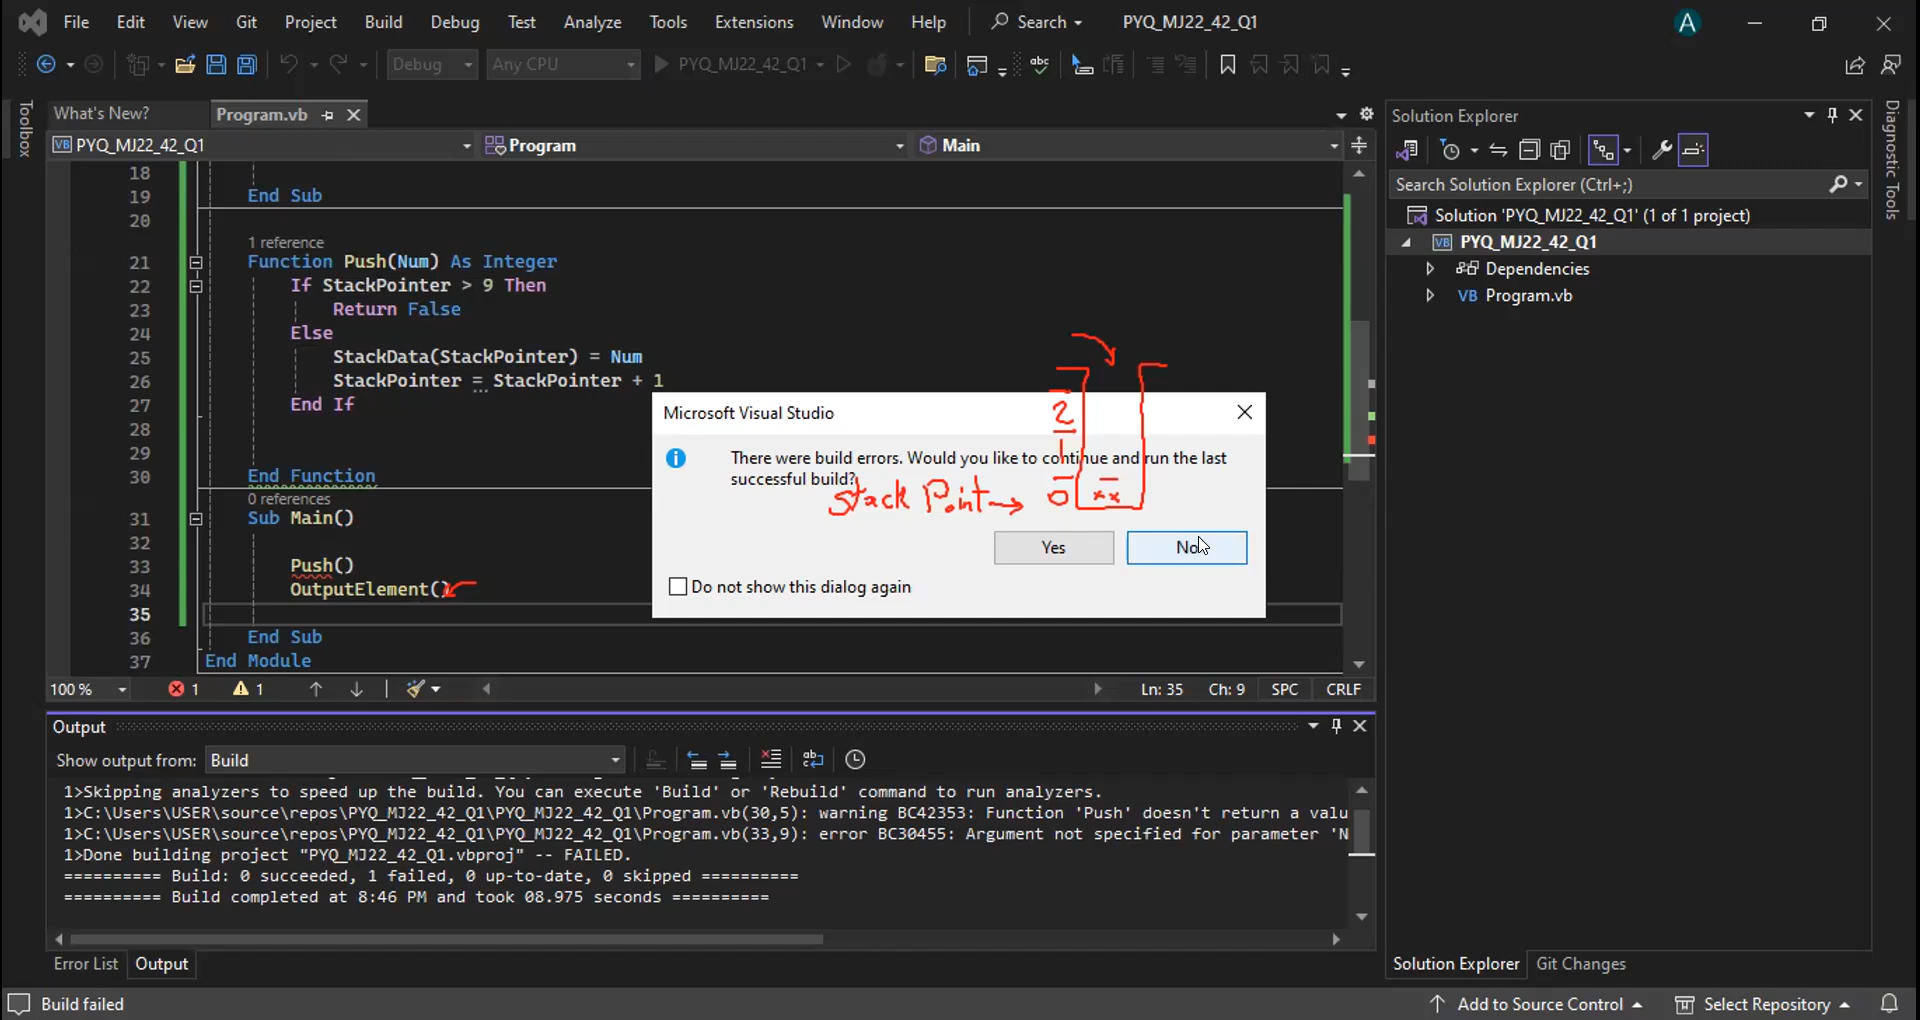 File Edit View Git Project Build Debug Test Analyze Tools Extensions Window Help Search PYQ_MJ22_42_Q1 A
Debug Any CPU PYQ_MJ22_42_Q1
Toolbox
What's New? Program.vb
VB PYQ_MJ22_42_Q1 Program Main
18
19 End Sub
20
1 reference
21 Function Push(Num) As Integer
22 If StackPointer > 9 Then
23 Return False
24 Else
25 StackData(StackPointer) = Num
26 StackPointer = StackPointer + 1
27 End If
28
29
30 End Function
0 references
31 Sub Main()
32
33 Push()
34 OutputElement()
35
36 End Sub
37 End Module
Microsoft Visual Studio
There were build errors. Would you like to continue and run the last
successful build?
Yes No
Do not show this dialog again
2
1
Stack Point → 0 xx
100 % 1 1 Ln: 35 Ch: 9 SPC CRLF
Output
Show output from: Build
1>Skipping analyzers to speed up the build. You can execute 'Build' or 'Rebuild' command to run analyzers.
1>C:\Users\USER\source\repos\PYQ_MJ22_42_Q1\PYQ_MJ22_42_Q1\Program.vb(30,5): warning BC42353: Function 'Push' doesn't return a valu
1>C:\Users\USER\source\repos\PYQ_MJ22_42_Q1\PYQ_MJ22_42_Q1\Program.vb(33,9): error BC30455: Argument not specified for parameter 'N
1>Done building project "PYQ_MJ22_42_Q1.vbproj" -- FAILED.
========== Build: 0 succeeded, 1 failed, 0 up-to-date, 0 skipped ==========
========== Build completed at 8:46 PM and took 08.975 seconds ==========
Error List Output
Solution Explorer
Search Solution Explorer (Ctrl+;)
Solution 'PYQ_MJ22_42_Q1' (1 of 1 project)
VB PYQ_MJ22_42_Q1
Dependencies
VB Program.vb
Solution Explorer Git Changes
Diagnostic Tools
Build failed Add to Source Control Select Repository